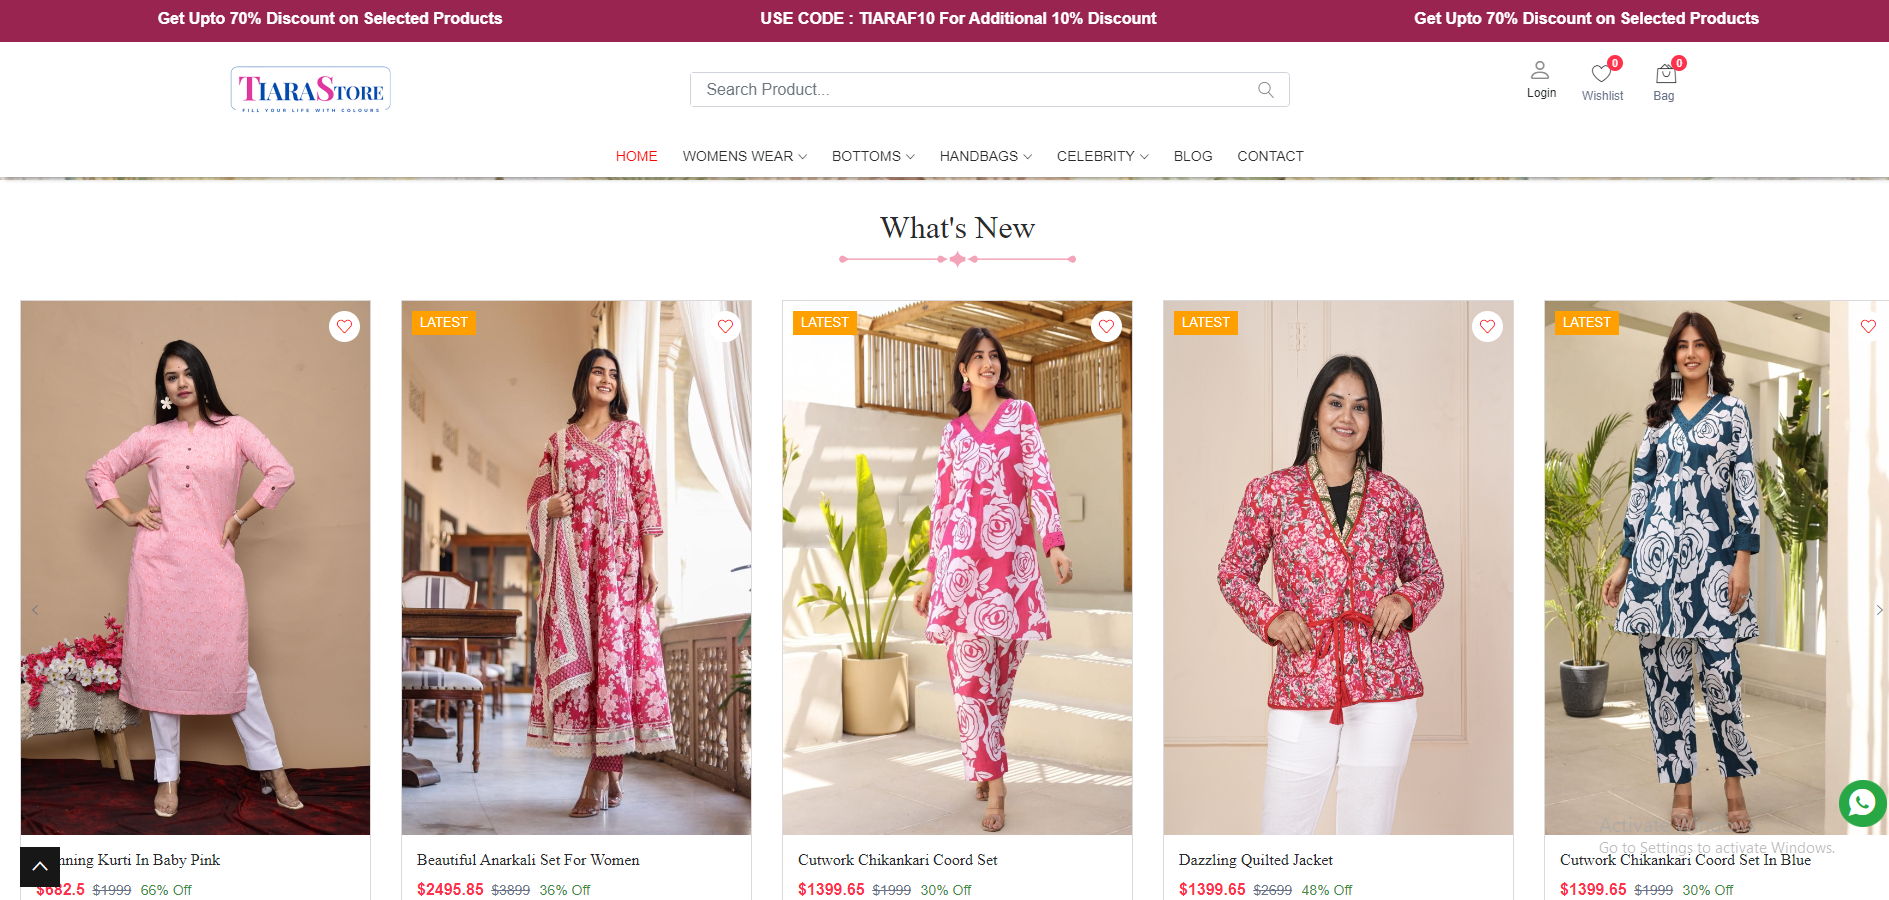 Get Upto 70% Discount on Selected Products
USE CODE : TIARAF10 For Additional 10% Discount
Get Upto 70% Discount on Selected Products
TIARASTORE
FILL YOUR LIFE WITH COLOURS
Search Product...
Login
0
Wishlist
0
Bag
HOME
WOMENS WEAR
BOTTOMS
HANDBAGS
CELEBRITY
BLOG
CONTACT
What's New
LATEST
LATEST
LATEST
LATEST
Kurti In Baby Pink
$682.5 $1999 66% Off
Beautiful Anarkali Set For Women
$2495.85 $3899 36% Off
Cutwork Chikankari Coord Set
$1399.65 $1999 30% Off
Dazzling Quilted Jacket
$1399.65 $2699 48% Off
Cutwork Chikankari Coord Set In Blue
$1399.65 $1999 30% Off
Activate
Go to Settings to activate Windows.